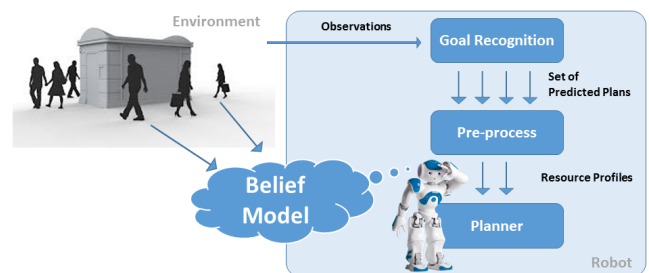 Environment
Observations
Goal Recognition
Set of
Predicted Plans
Pre-process
Belief
Model
Resource Profiles
Planner
Robot